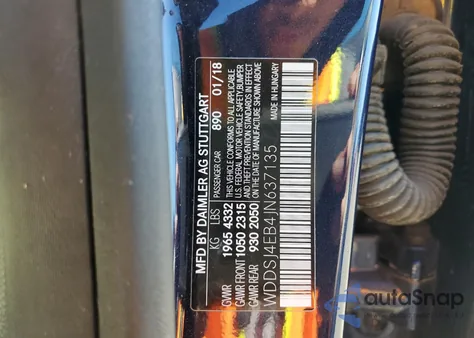 MFD BY DAIMLER AG STUTTGART
KG LBS PASSENGER CAR 890 01/18
GVWR 1965 4332 THIS VEHICLE CONFORMS TO ALL APPLICABLE
GAWR FRONT 1050 2315 U.S. FEDERAL MOTOR VEHICLE SAFETY, BUMPER
GAWR REAR 930 2050 AND THEFT PREVENTION STANDARDS IN EFFECT
ON THE DATE OF MANUFACTURE SHOWN ABOVE
WDDSJ4EB4JN637135 MADE IN HUNGARY
autoSnap